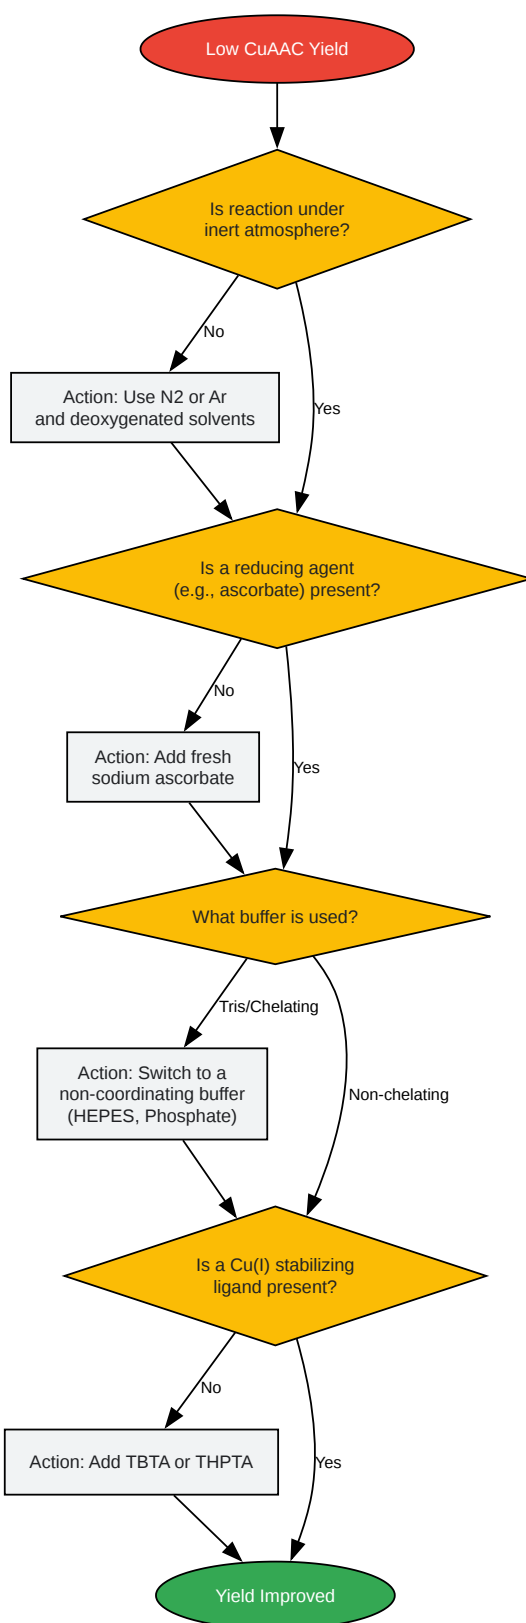 Low CuAAC Yield
Is reaction under
inert atmosphere?
No
Action: Use N2 or Ar
and deoxygenated solvents
Yes
Is a reducing agent
(e.g., ascorbate) present?
No
Action: Add fresh
sodium ascorbate
Yes
What buffer is used?
Tris/Chelating
Action: Switch to a
non-coordinating buffer
(HEPES, Phosphate)
Non-chelating
Is a Cu(I) stabilizing
ligand present?
No
Action: Add TBTA or THPTA
Yes
Yield Improved